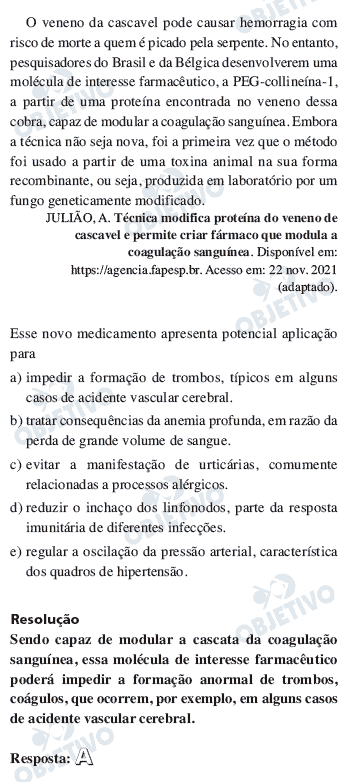 O veneno da cascavel pode causar hemorragia com
risco de morte a quem é picado pela serpente. No entanto,
pesquisadores do Brasil e da Bélgica desenvolverem uma
molécula de interesse farmacêutico, a PEG-collineína-1,
a partir de uma proteína encontrada no veneno dessa
cobra, capaz de modular a coagulação sanguínea. Embora
a técnica não seja nova, foi a primeira vez que o método
foi usado a partir de uma toxina animal na sua forma
recombinante, ou seja, produzida em laboratório por um
fungo geneticamente modificado.
JULIÃO, A. Técnica modifica proteína do veneno de
cascavel e permite criar fármaco que modula a
coagulação sanguínea. Disponível em:
https://agencia.fapesp.br. Acesso em: 22 nov. 2021
(adaptado).
Esse novo medicamento apresenta potencial aplicação
para
a) impedir a formação de trombos, típicos em alguns
casos de acidente vascular cerebral.
b) tratar consequências da anemia profunda, em razão da
perda de grande volume de sangue.
c) evitar a manifestação de urticárias, comumente
relacionadas a processos alérgicos.
d) reduzir o inchaço dos linfonodos, parte da resposta
imunitária de diferentes infecções.
e) regular a oscilação da pressão arterial, característica
dos quadros de hipertensão.
Resolução
Sendo capaz de modular a cascata da coagulação
sanguínea, essa molécula de interesse farmacêutico
poderá impedir a formação anormal de trombos,
coágulos, que ocorrem, por exemplo, em alguns casos
de acidente vascular cerebral.
Resposta: A